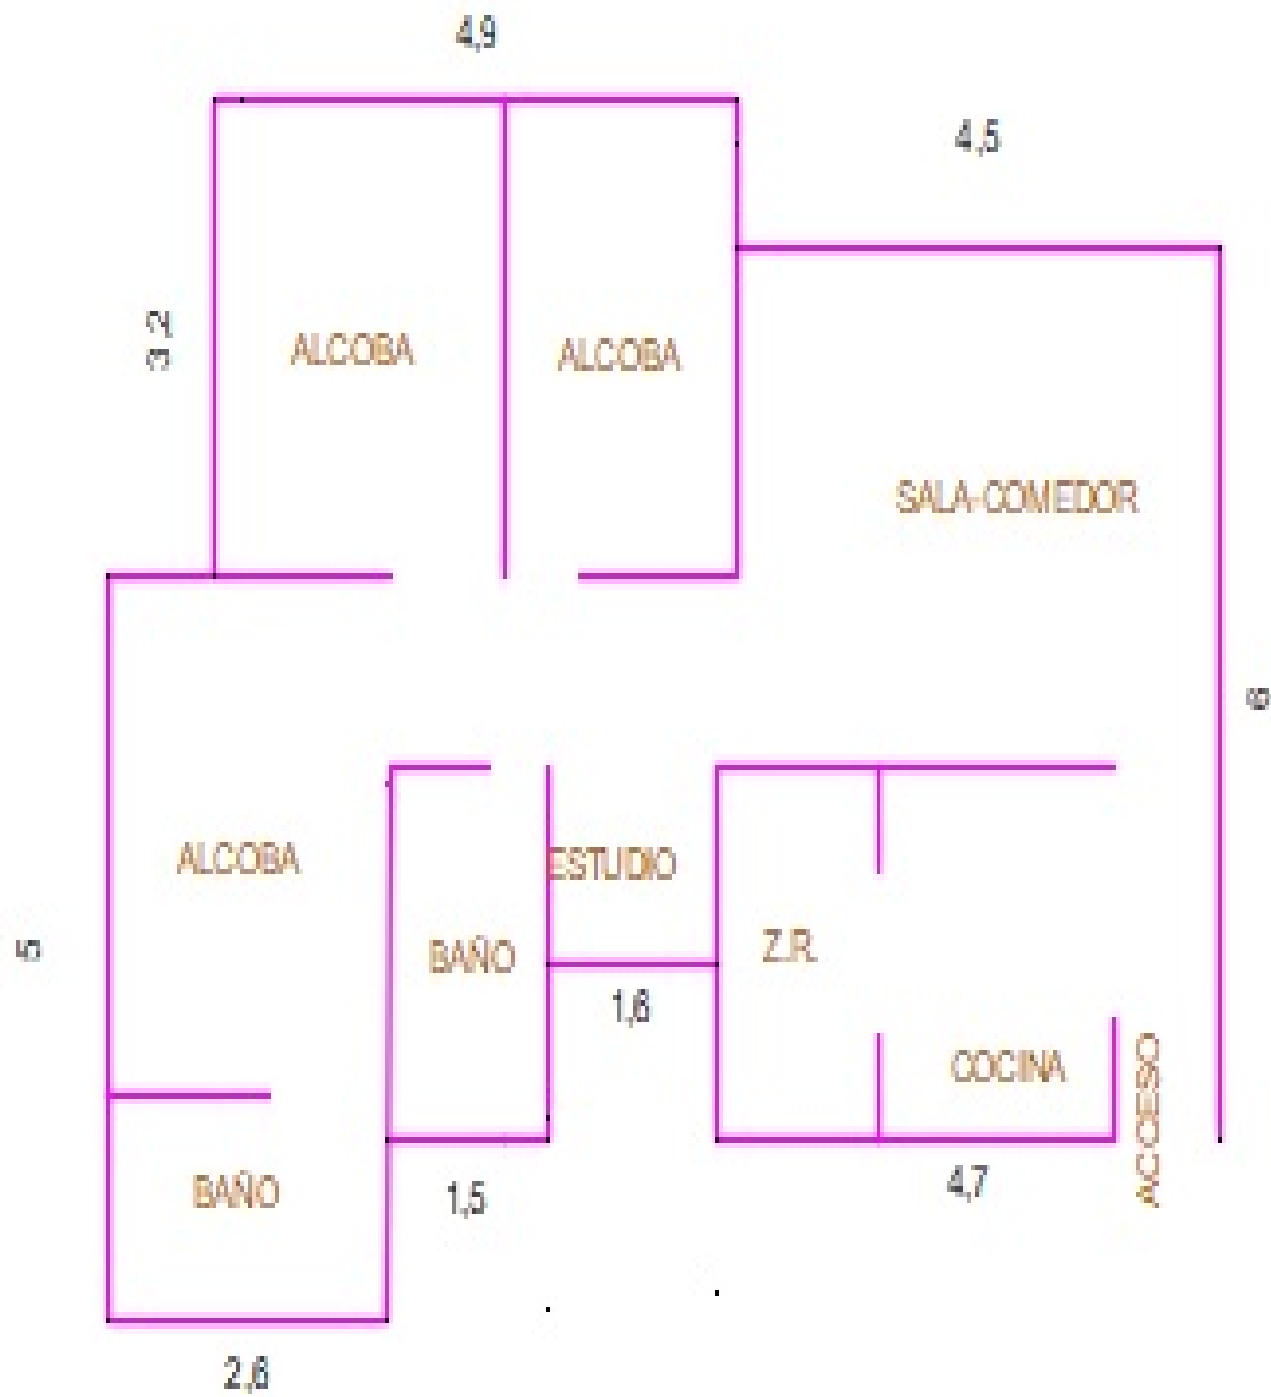 4,9
4,5
3 2
ALCOBA
ALCOBA
SALA-COMEDOR
6
ALCOBA
ESTUDIO
5
BAÑO
Z.R.
1,6
COCINA
ACCESO
BAÑO
1,5
4,7
2,6